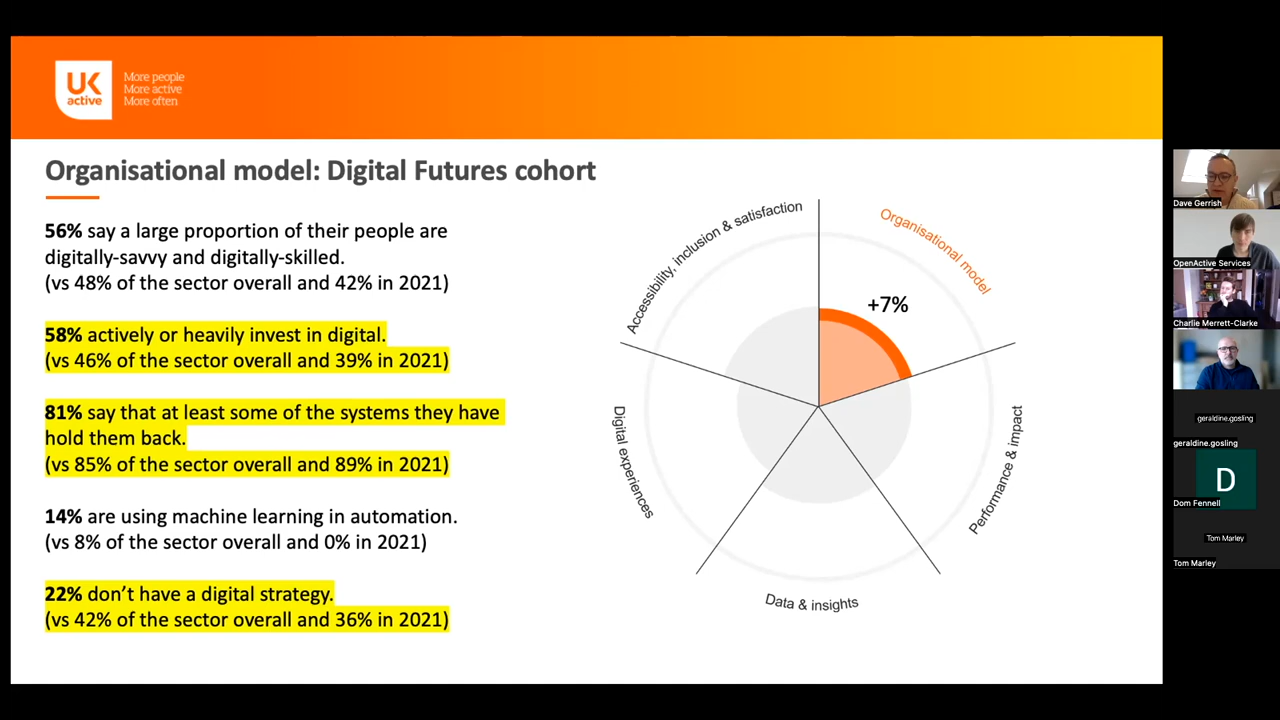 UK
active
More people
More active
More often
Organisational model: Digital Futures cohort
56% say a large proportion of their people are
digitally-savvy and digitally-skilled.
(vs 48% of the sector overall and 42% in 2021)
58% actively or heavily invest in digital.
(vs 46% of the sector overall and 39% in 2021)
81% say that at least some of the systems they have
hold them back.
(vs 85% of the sector overall and 89% in 2021)
14% are using machine learning in automation.
(vs 8% of the sector overall and 0% in 2021)
22% don’t have a digital strategy.
(vs 42% of the sector overall and 36% in 2021)
Accessibility, inclusion & satisfaction
Organisational model
+7%
Digital experiences
Performance & impact
Data & insights
Dave Gerrish
OpenActive Services
Charlie Merrett-Clarke
geraldine.gosling
geraldine.gosling
D
Dom Fennell
Tom Marley
Tom Marley